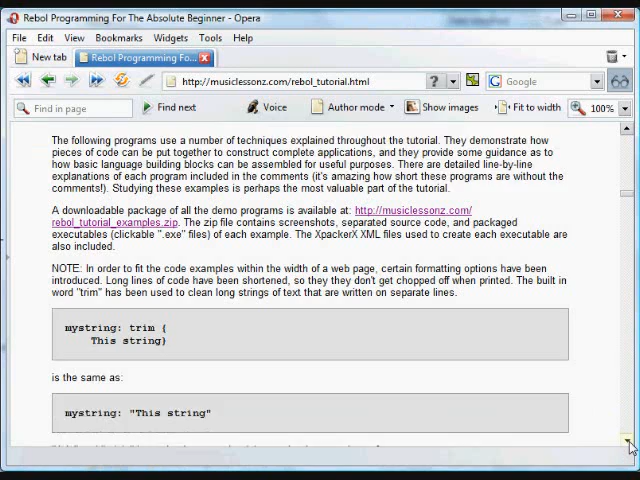 Rebol Programming For The Absolute Beginner - Opera
File Edit View Bookmarks Widgets Tools Help
New tab Rebol Programming Fo...
http://musiclessonz.com/rebol_tutorial.html ? Google
Find in page Find next Voice Author mode Show images Fit to width 100%
The following programs use a number of techniques explained throughout the tutorial. They demonstrate how
pieces of code can be put together to construct complete applications, and they provide some guidance as to
how basic language building blocks can be assembled for useful purposes. There are detailed line-by-line
explanations of each program included in the comments (it's amazing how short these programs are without the
comments!). Studying these examples is perhaps the most valuable part of the tutorial.
A downloadable package of all the demo programs is available at: http://musiclessonz.com/
rebol_tutorial_examples.zip. The zip file contains screenshots, separated source code, and packaged
executables (clickable ".exe" files) of each example. The XpackerX XML files used to create each executable are
also included.
NOTE: In order to fit the code examples within the width of a web page, certain formatting options have been
introduced. Long lines of code have been shortened, so they they don't get chopped off when printed. The built in
word "trim" has been used to clean long strings of text that are written on separate lines.
mystring: trim {
This string}
is the same as:
mystring: "This string"